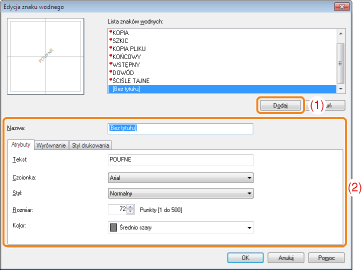 Edycja znaku wodnego
Lista znaków wodnych:
KOPIA
SZKIC
KOPIA PLIKU
KOŃCOWY
WSTĘPNY
DOWÓD
ŚCIŚLE TAJNE
[Bez tytułu]
POUFNE
Dodaj
(1)
Nazwa:
[Bez tytułu]
Atrybuty
Wyrównanie
Styl drukowania
Tekst:
POUFNE
Czcionka:
Arial
Styl:
Normalny
Rozmiar:
72
Punkty [1 do 500]
Kolor:
Średnio szary
(2)
OK
Anuluj
Pomoc